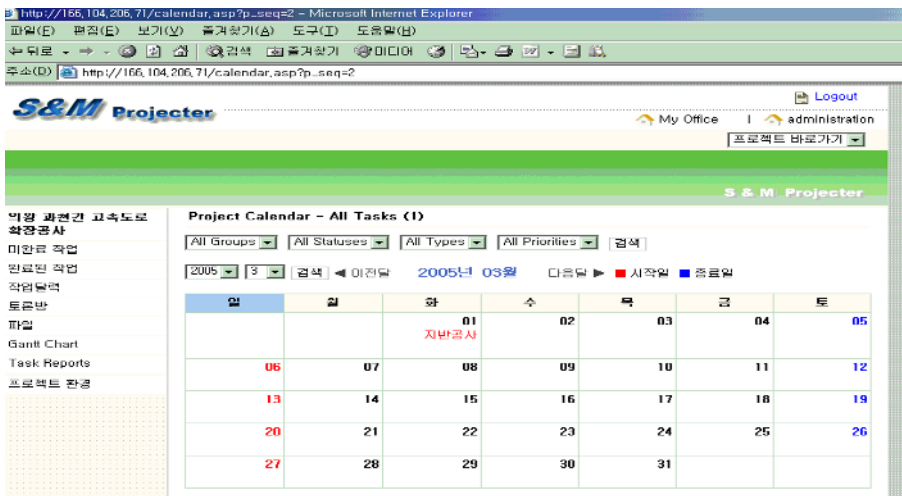 http://166,104,206,71/calendar,asp?p_seq=2 - Microsoft Internet Explorer
파일(F) 편집(E) 보기(V) 즐겨찾기(A) 도구(T) 도움말(H)
뒤로 검색 즐겨찾기 미디어
주소(D) http://166,104,206,71/calendar,asp?p_seq=2
S&M Projecter
Logout
My Office | administration
프로젝트 바로가기
S & M Projecter
의왕 과천간 고속도로
확장공사
미완료 작업
완료된 작업
작업달력
토론방
파일
Gantt Chart
Task Reports
프로젝트 환경
Project Calendar - All Tasks (1)
All Groups All Statuses All Types All Priorities 검색
2005 3 검색 ◀ 이전달 2005년 03월 다음달 ▶ ■ 시작일 ■ 종료일
일 월 화 수 목 금 토
01 02 03 04 05
지반공사
06 07 08 09 10 11 12
13 14 15 16 17 18 19
20 21 22 23 24 25 26
27 28 29 30 31